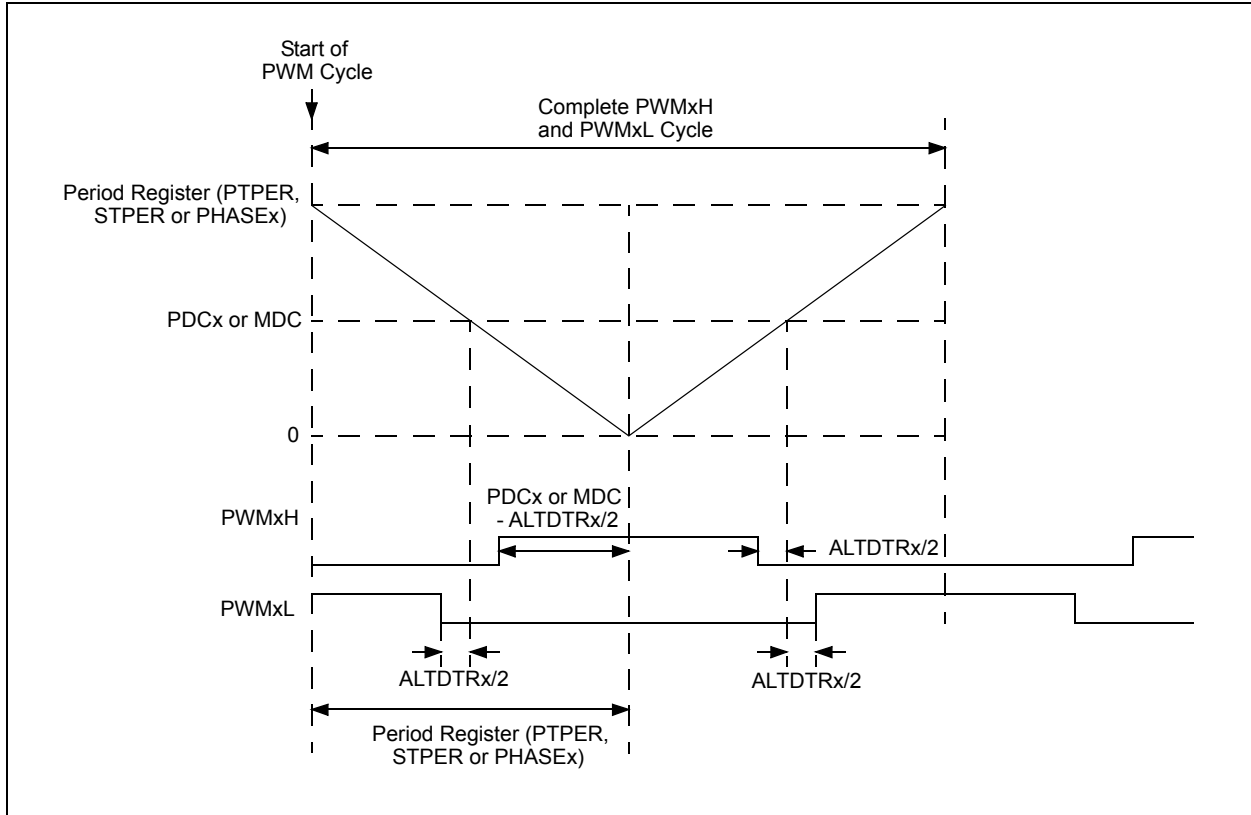 Start of
PWM Cycle
Complete PWMxH
and PWMxL Cycle
Period Register (PTPER,
STPER or PHASEx)
PDCx or MDC
0
PDCx or MDC
- ALTDTRx/2
PWMxH
ALTDTRx/2
PWMxL
ALTDTRx/2
ALTDTRx/2
Period Register (PTPER,
STPER or PHASEx)